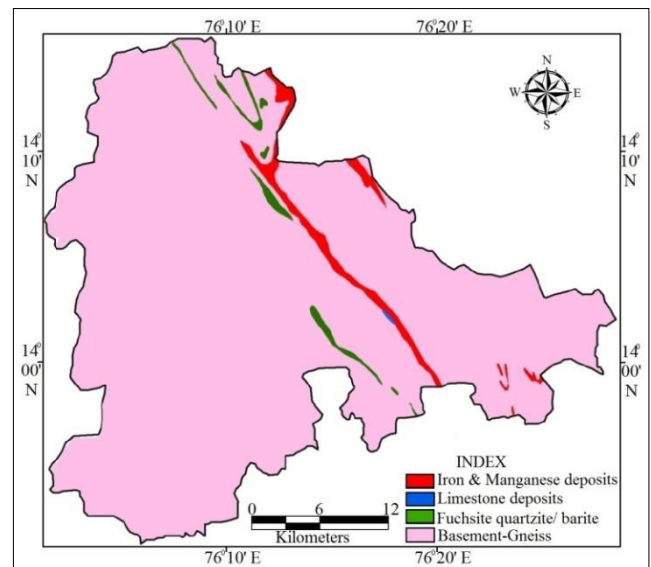 76° 10' E 76° 20' E
N
W E
S
14°
10'
N
14°
10'
N
14°
00'
N
14°
00'
N
INDEX
Iron & Manganese deposits
Limestone deposits
Fuchsite quartzite/ barite
Basement-Gneiss
0 6 12
Kilometers
76° 10' E 76° 20' E